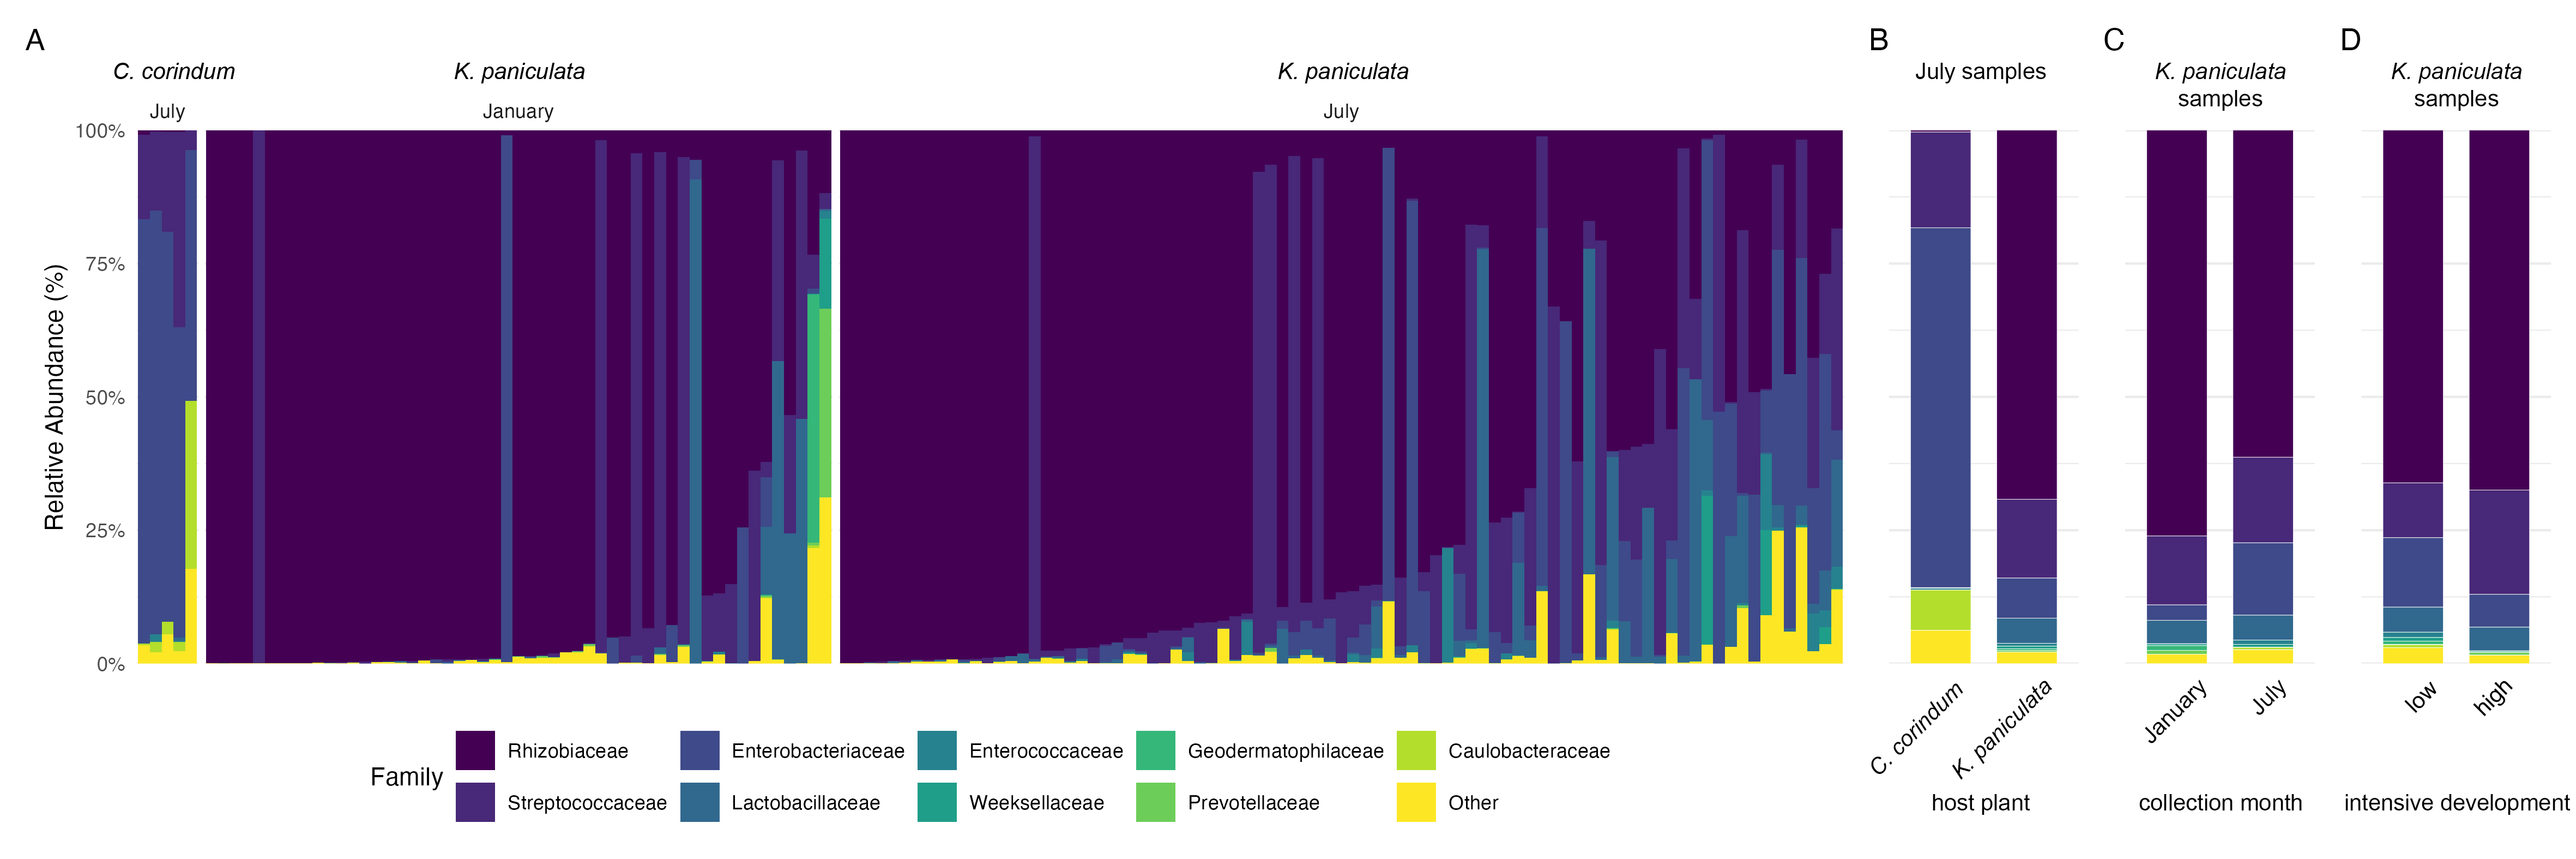 A
B
C
D
C. corindum
K. paniculata
K. paniculata
July samples
K. paniculata
samples
K. paniculata
samples
July
January
July
100%
75%
50%
25%
0%
Relative Abundance (%)
C. corindum
K. paniculata
January
July
low
high
host plant
collection month
intensive development
Family
Rhizobiaceae
Enterobacteriaceae
Enterococcaceae
Geodermatophilaceae
Caulobacteraceae
Streptococcaceae
Lactobacillaceae
Weeksellaceae
Prevotellaceae
Other